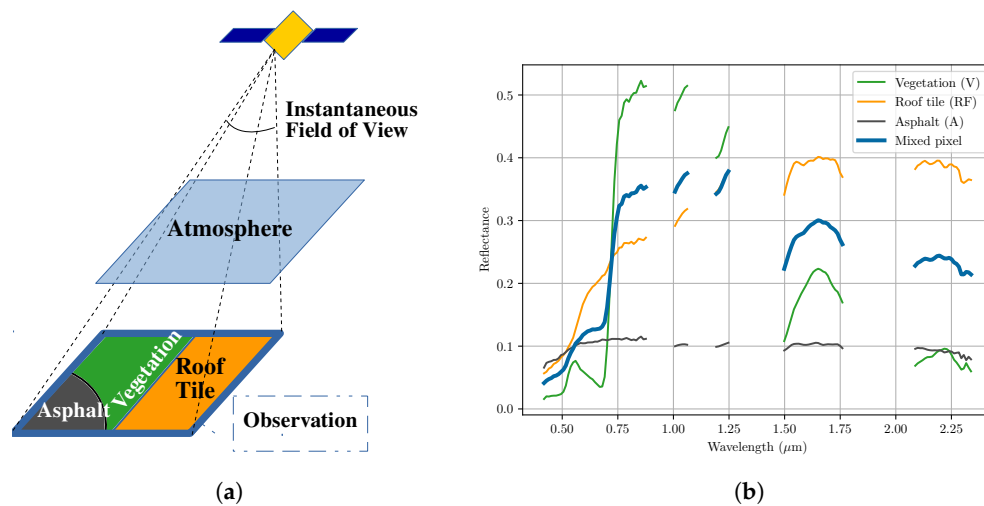 Instantaneous
Field of View
Atmosphere
Vegetation
Roof
Tile
Asphalt
Observation
(a)
Vegetation (V)
Roof tile (RF)
Asphalt (A)
Mixed pixel
Reflectance
0.5
0.4
0.3
0.2
0.1
0.0
0.50 0.75 1.00 1.25 1.50 1.75 2.00 2.25
Wavelength (μm)
(b)